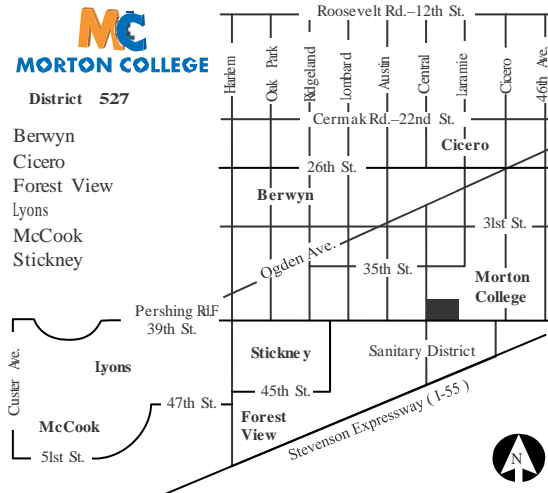 MC
MORTON COLLEGE
District 527
Berwyn
Cicero
Forest View
Lyons
McCook
Stickney
Roosevelt Rd.–12th St.
Harlem
Oak Park
Ridgeland
Lombard
Austin
Central
Laramie
Cicero
46th Ave.
Cermak Rd.–22nd St.
Cicero
26th St.
Berwyn
31st St.
Ogden Ave.
35th St.
Morton
College
Pershing Rd.F
39th St.
Stickney
Sanitary District
Custer Ave.
Lyons
45th St.
47th St.
Forest
View
McCook
51st St.
Stevenson Expressway ( I-55 )
N